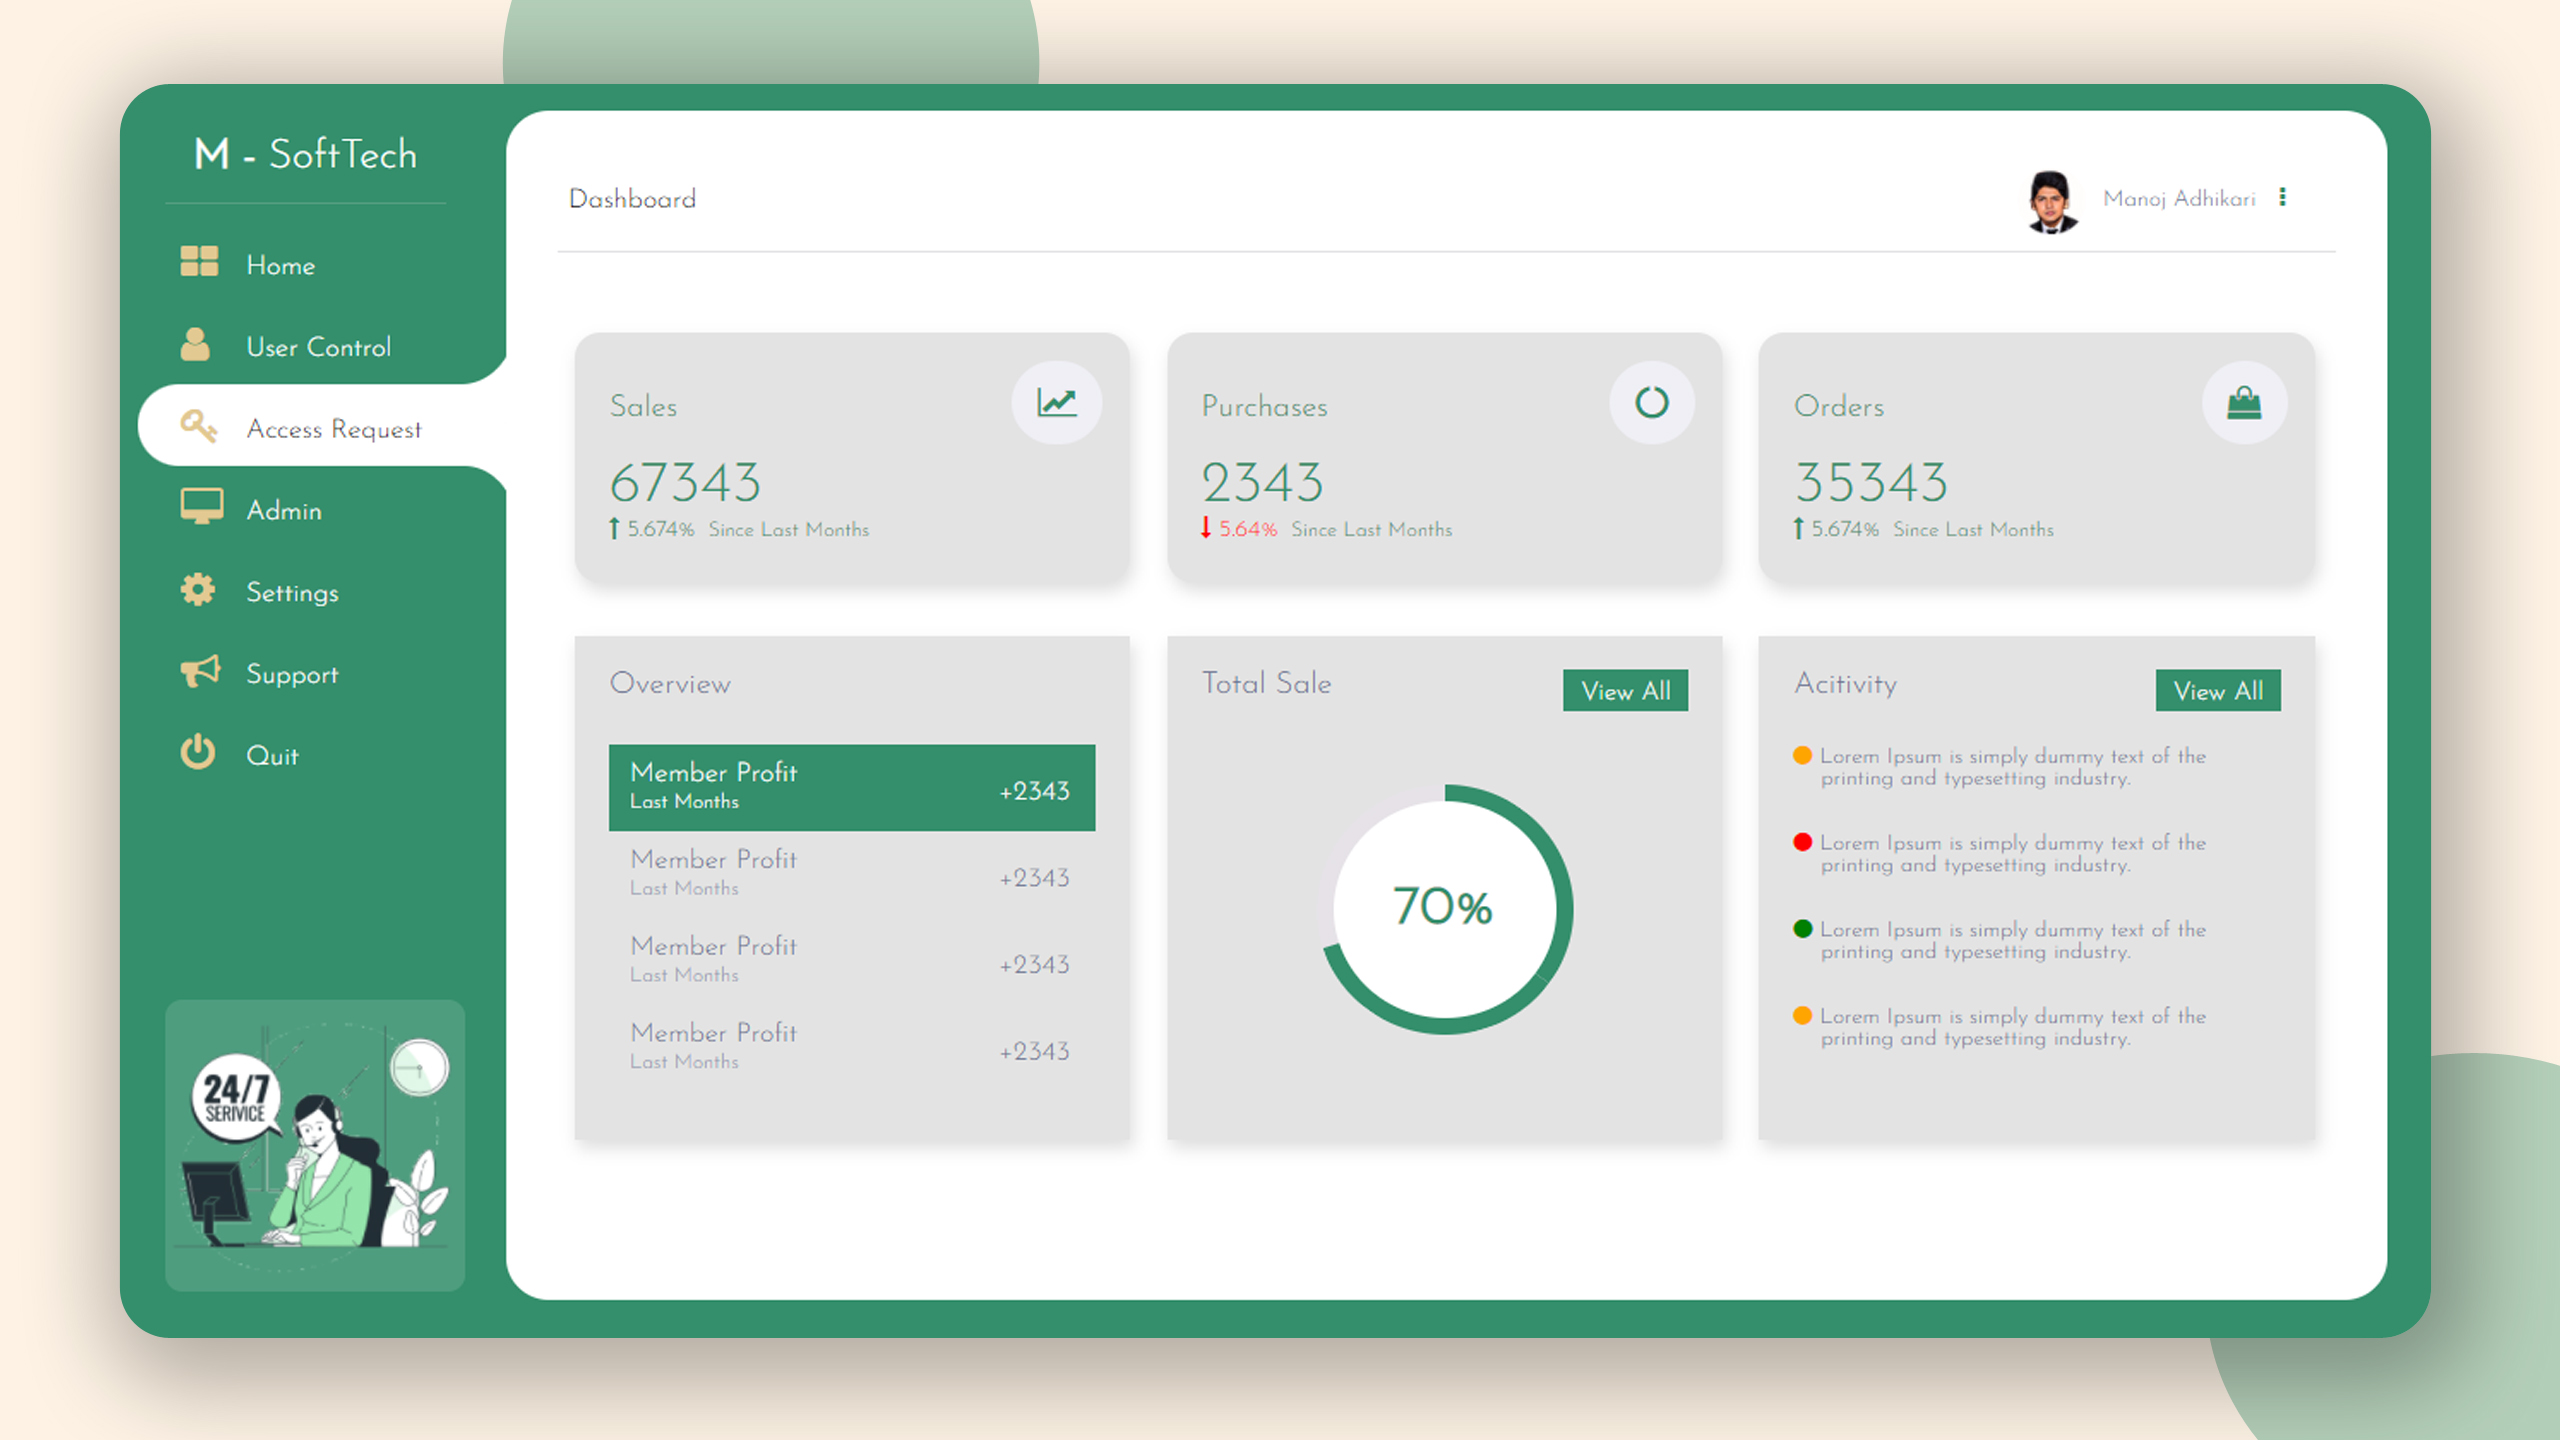 M - SoftTech
Home
User Control
Access Request
Admin
Settings
Support
Quit
24/7
SERIVICE
Dashboard
Manoj Adhikari
Sales
67343
5.674% Since Last Months
Purchases
2343
5.64% Since Last Months
Orders
35343
5.674% Since Last Months
Overview
Member Profit
Last Months
+2343
Member Profit
Last Months
+2343
Member Profit
Last Months
+2343
Member Profit
Last Months
+2343
Total Sale
View All
70%
Acitivity
View All
Lorem Ipsum is simply dummy text of the
printing and typesetting industry.
Lorem Ipsum is simply dummy text of the
printing and typesetting industry.
Lorem Ipsum is simply dummy text of the
printing and typesetting industry.
Lorem Ipsum is simply dummy text of the
printing and typesetting industry.